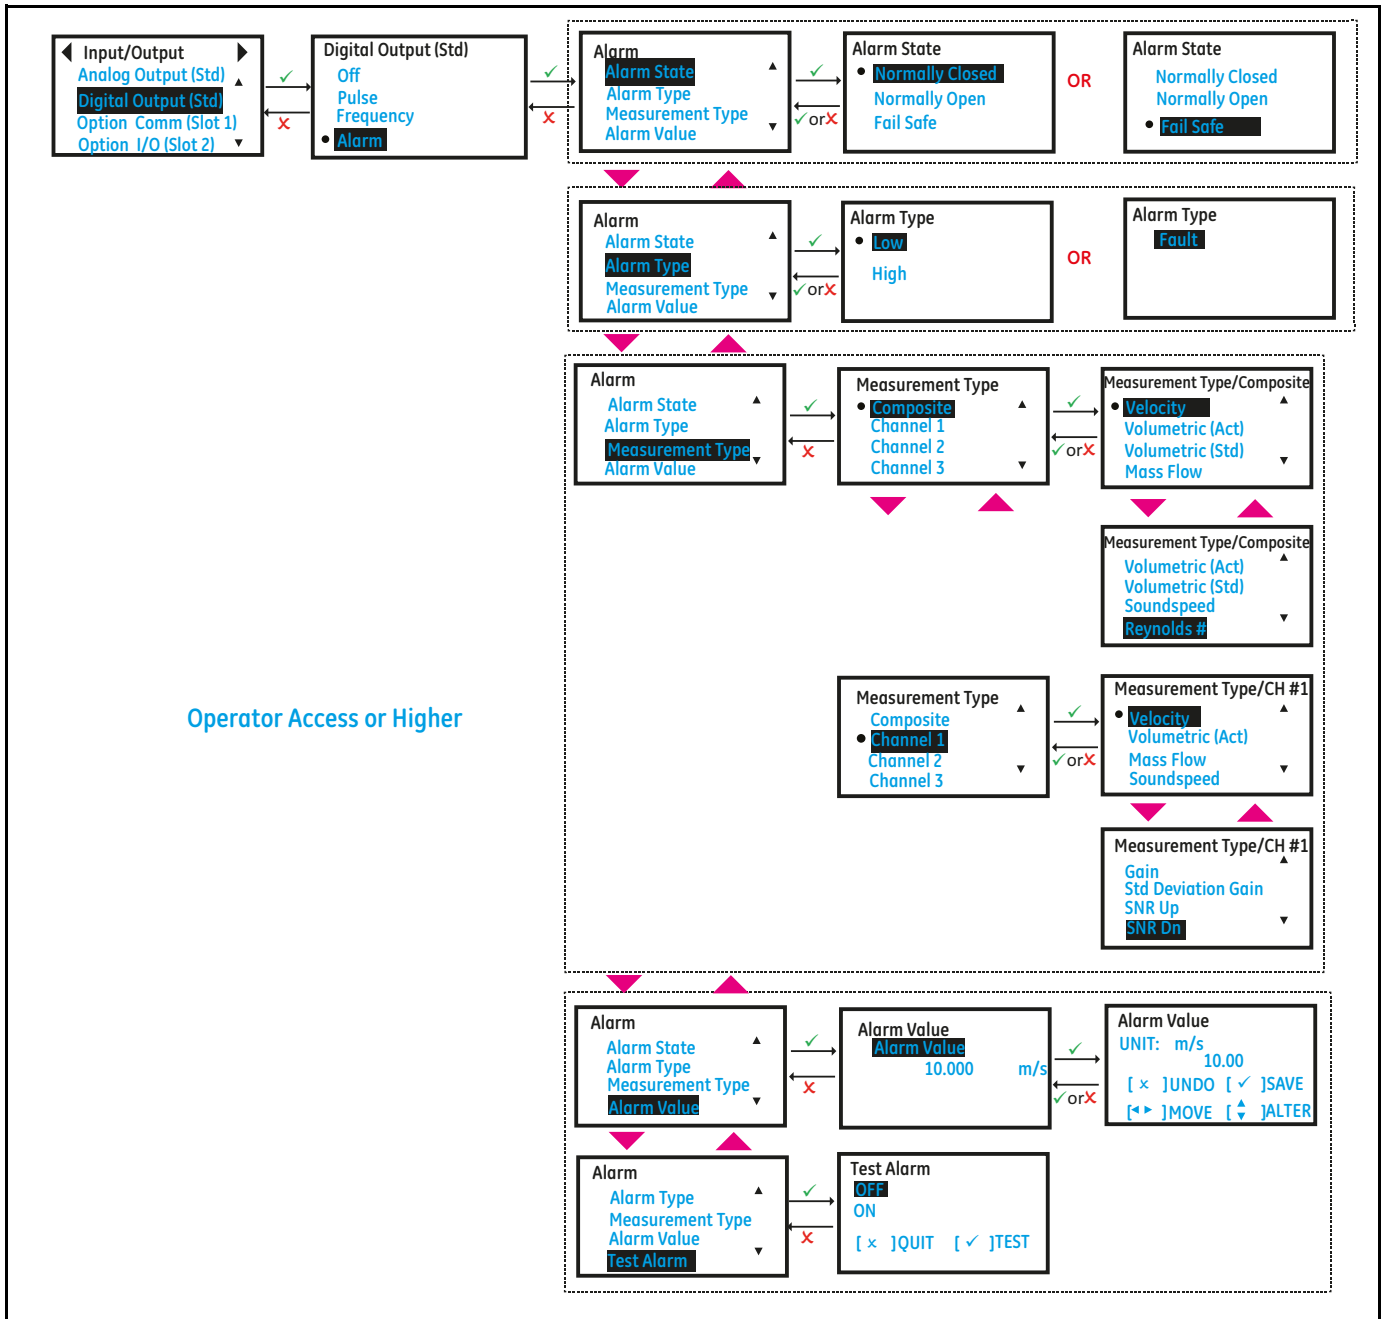 Input/Output
Analog Output (Std)
Digital Output (Std)
Option Comm (Slot 1)
Option I/O (Slot 2)
✓
✗
Digital Output (Std)
Off
Pulse
Frequency
Alarm
✓
✗
Alarm
Alarm State
Alarm Type
Measurement Type
Alarm Value
✓
✓or✗
Alarm State
Normally Closed
Normally Open
Fail Safe
OR
Alarm State
Normally Closed
Normally Open
Fail Safe
Alarm
Alarm State
Alarm Type
Measurement Type
Alarm Value
✓
✓or✗
Alarm Type
Low
High
OR
Alarm Type
Fault
Alarm
Alarm State
Alarm Type
Measurement Type
Alarm Value
✓
✗
Measurement Type
Composite
Channel 1
Channel 2
Channel 3
✓
✓or✗
Measurement Type/Composite
Velocity
Volumetric (Act)
Volumetric (Std)
Mass Flow
Measurement Type/Composite
Volumetric (Act)
Volumetric (Std)
Soundspeed
Reynolds #
Operator Access or Higher
Measurement Type
Composite
Channel 1
Channel 2
Channel 3
✓
✓or✗
Measurement Type/CH #1
Velocity
Volumetric (Act)
Mass Flow
Soundspeed
Measurement Type/CH #1
Gain
Std Deviation Gain
SNR Up
SNR Dn
Alarm
Alarm State
Alarm Type
Measurement Type
Alarm Value
✓
✗
Alarm Value
Alarm Value
10.000 m/s
✓
✓or✗
Alarm Value
UNIT: m/s
10.00
[ x ]UNDO [ ✓ ]SAVE
[◄ ►]MOVE [▲▼]ALTER
Alarm
Alarm Type
Measurement Type
Alarm Value
Test Alarm
✓
✗
Test Alarm
OFF
ON
[ x ]QUIT [ ✓ ]TEST